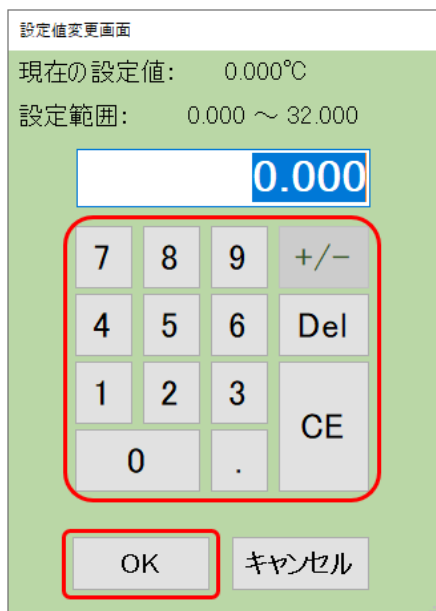 設定値変更画面
現在の設定値: 0.000℃
設定範囲: 0.000 ～ 32.000
0.000
7 8 9 +/-
4 5 6 Del
1 2 3
CE
0 .
OK キャンセル